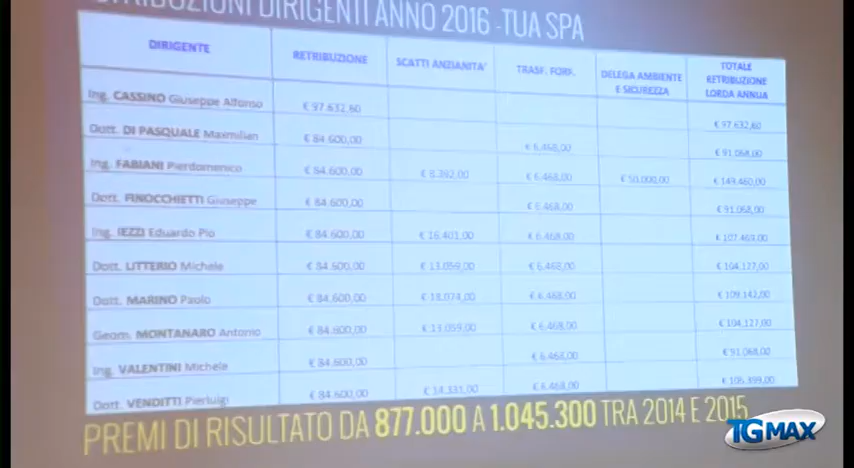 RETRIBUZIONI DIRIGENTI ANNO 2016 - TUA SPA
DIRIGENTE RETRIBUZIONE SCATTI ANZIANITA' TRASF. FORF. DELEGA AMBIENTE E SICUREZZA TOTALE RETRIBUZIONE LORDA ANNUA
Ing. CASSINO Giuseppe Alfonso € 97.632,60 € 97.632,60
Dott. DI PASQUALE Maxmilian € 84.600,00 € 6.468,00 € 91.068,00
Ing. FABIANI Pierdomenico € 84.600,00 € 8.392,00 € 6.468,00 € 50.000,00 € 149.460,00
Dott. FINOCCHIETTI Giuseppe € 84.600,00 € 6.468,00 € 91.068,00
Ing. IEZZI Eduardo Pio € 84.600,00 € 16.401,00 € 6.468,00 € 107.469,00
Dott. LITTERIO Michele € 84.600,00 € 13.059,00 € 6.468,00 € 104.127,00
Dott. MARINO Paolo € 84.600,00 € 18.074,00 € 6.468,00 € 109.142,00
Geom. MONTANARO Antonio € 84.600,00 € 13.059,00 € 6.468,00 € 104.127,00
Ing. VALENTINI Michele € 84.600,00 € 6.468,00 € 91.068,00
Dott. VENDITTI Pierluigi € 84.600,00 € 14.331,00 € 6.468,00 € 105.399,00
PREMI DI RISULTATO DA 877.000 A 1.045.300 TRA 2014 E 2015
TGMAX